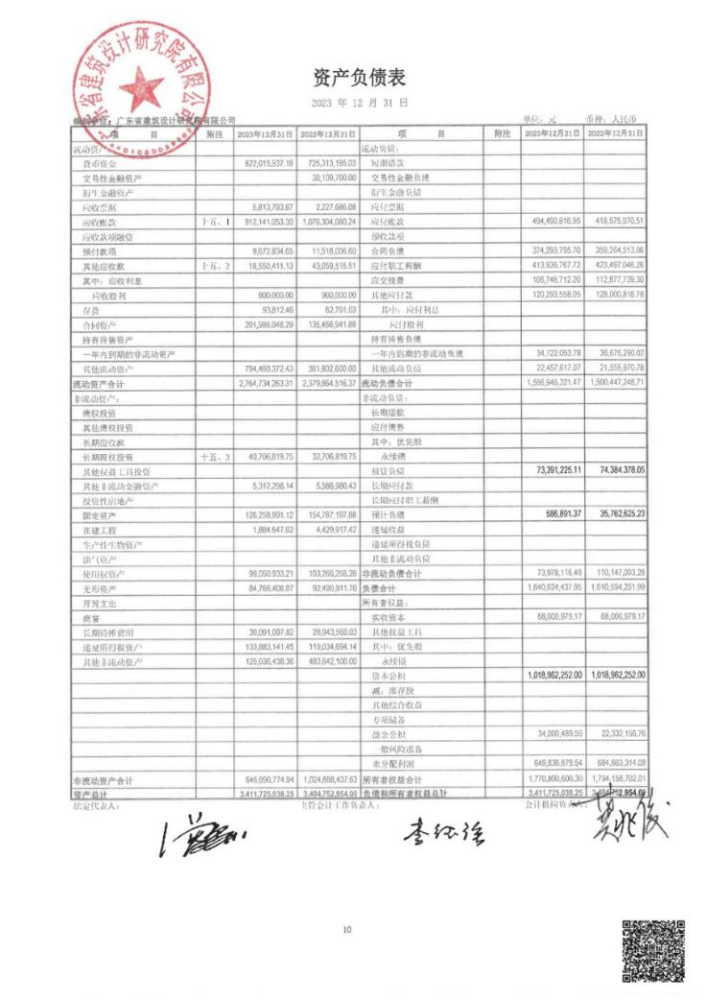 资产负债表
2023 年 12 月 31 日
编制单位：广东省建筑设计研究院有限公司 单位：元 币种：人民币
项 目 附注 2023年12月31日 2022年12月31日 项 目 附注 2023年12月31日 2022年12月31日
流动资产： 流动负债：
货币资金 822,015,937.18 725,313,195.03 短期借款
交易性金融资产 30,109,700.00 交易性金融负债
衍生金融资产 衍生金融负债
应收票据 5,813,793.87 2,227,686.08 应付票据
应收账款 十五、1 912,141,053.30 1,070,304,080.24 应付账款 494,490,816.95 418,575,970.51
应收款项融资 预收款项
预付款项 9,672,834.65 11,518,006.60 合同负债 374,293,795.70 359,264,513.06
其他应收款 十五、2 18,550,411.13 43,059,515.51 应付职工薪酬 413,939,767.72 423,497,046.26
其中：应收利息 应交税费 106,746,712.20 112,877,739.30
应收股利 900,000.00 900,000.00 其他应付款 120,293,558.05 128,000,818.78
存货 93,812.46 62,791.03 其中：应付利息
合同资产 201,986,048.29 135,466,941.88 应付股利
持有待售资产 持有待售负债
一年内到期的非流动资产 一年内到期的非流动负债 34,722,053.78 36,675,290.02
其他流动资产 794,460,372.43 361,802,600.00 其他流动负债 22,457,617.07 21,555,870.78
流动资产合计 2,764,734,263.31 2,379,864,516.37 流动负债合计 1,566,946,321.47 1,500,447,248.71
非流动资产： 非流动负债：
债权投资 长期借款
其他债权投资 应付债券
长期应收款 其中：优先股
长期股权投资 十五、3 40,706,819.75 32,706,819.75 永续债
其他权益工具投资 租赁负债 73,391,225.11 74,384,378.05
其他非流动金融资产 5,312,298.14 5,586,980.43 长期应付款
投资性房地产 长期应付职工薪酬
固定资产 126,258,991.12 154,787,197.88 预计负债 586,891.37 35,762,625.23
在建工程 1,884,647.02 4,429,917.42 递延收益
生产性生物资产 递延所得税负债
油气资产 其他非流动负债
使用权资产 99,050,933.21 103,266,256.28 非流动负债合计 73,978,116.48 110,147,003.28
无形资产 84,766,408.07 92,490,911.70 负债合计 1,640,924,437.95 1,610,594,251.99
开发支出 所有者权益：
商誉 实收资本 68,000,979.17 68,000,979.17
长期待摊费用 30,091,097.82 28,943,560.03 其他权益工具
递延所得税资产 133,883,141.45 119,034,694.14 其中：优先股
其他非流动资产 125,036,438.36 483,642,100.00 永续债
资本公积 1,018,962,252.00 1,018,962,252.00
减：库存股
其他综合收益
专项储备
盈余公积 34,000,489.59 22,332,156.76
一般风险准备
未分配利润 649,836,879.54 684,863,314.08
非流动资产合计 646,990,774.94 1,024,888,437.63 所有者权益合计 1,770,800,600.30 1,794,158,702.01
资产总计 3,411,725,038.25 3,404,752,954.00 负债和所有者权益总计 3,411,725,038.25 3,404,752,954.00
法定代表人： 主管会计工作负责人： 会计机构负责人：
李纪强 黄兆俊
10